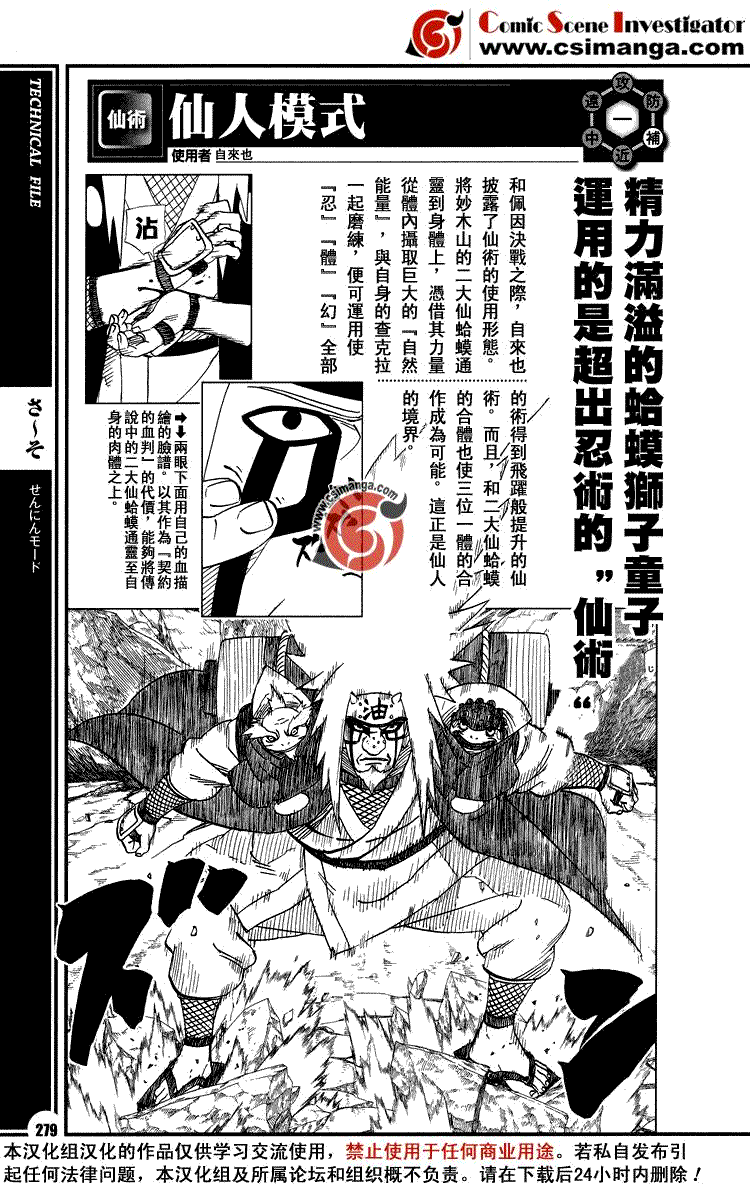 Comic Scene Investigator
www.csimanga.com
TECHNICAL FILE
仙術
仙人模式
使用者 自來也
攻
防
補
近
中
遠
一
精力滿溢的蛤蟆獅子童子
運用的是超出忍術的”仙術“
和佩因決戰之際，自來也
披露了仙術的使用形態。
將妙木山的二大仙蛤蟆通
靈到身體上，憑借其力量
從體內攝取巨大的『自然
能量』，與自身的查克拉
一起磨練，便可運用使
『忍』『體』『幻』全部
的術得到飛躍般提升的仙
術。而且，和二大仙蛤蟆
的合體也使三位一體的合
作成為可能。這正是仙人
的境界。
沾
➡⬇兩眼下面用自己的血描
繪的臉譜。以其作為『契約
的血判』的代價，能夠將傳
說中的二大仙蛤蟆通靈至自
身的肉體之上。
www.csimanga.com
油
さ〜そ
せんにんモード
279
本汉化组汉化的作品仅供学习交流使用，禁止使用于任何商业用途。若私自发布引
起任何法律问题，本汉化组及所属论坛和组织概不负责。请在下载后24小时内删除！